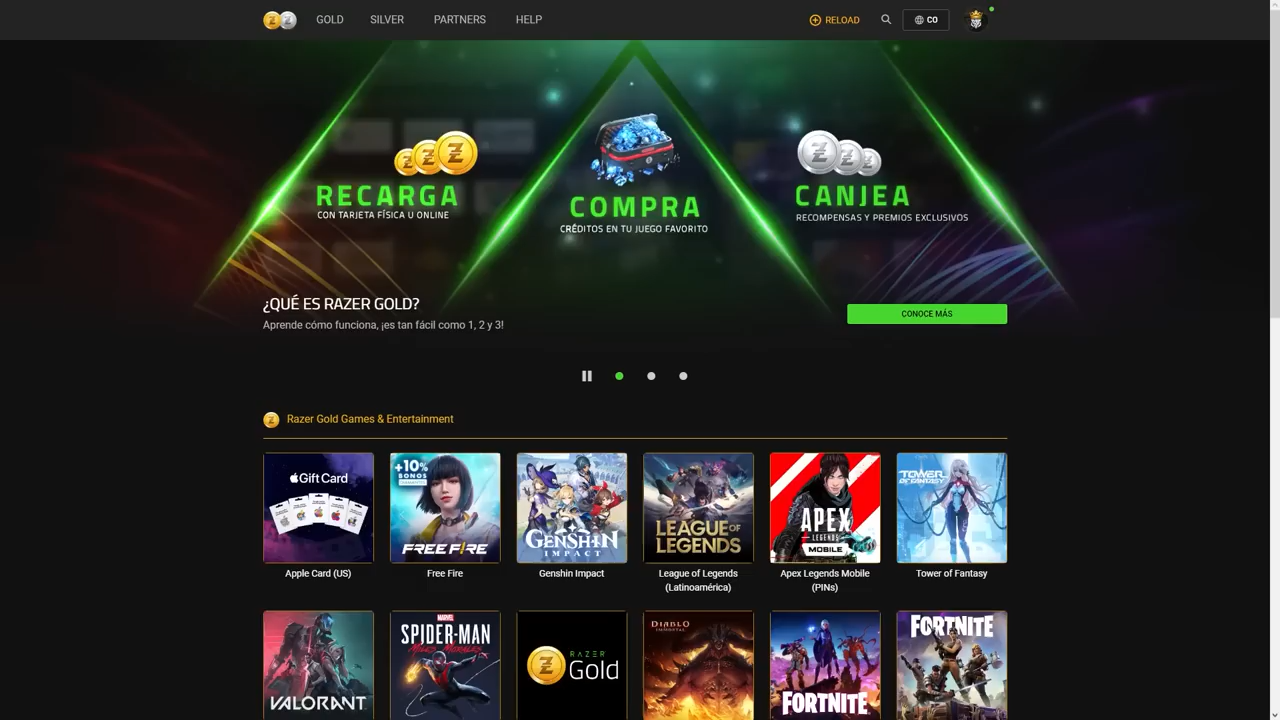 GOLD
SILVER
PARTNERS
HELP
RELOAD
CO
RECARGA
CON TARJETA FÍSICA U ONLINE
COMPRA
CRÉDITOS EN TU JUEGO FAVORITO
CANJEA
RECOMPENSAS Y PREMIOS EXCLUSIVOS
¿QUÉ ES RAZER GOLD?
Aprende cómo funciona, ¡es tan fácil como 1, 2 y 3!
CONOCE MÁS
Razer Gold Games & Entertainment
Gift Card
+10%
BONOS
FREE FIRE
GENSHIN
IMPACT
LEAGUE OF
LEGENDS
APEX
LEGENDS
MOBILE
TOWER
OF FANTASY
Apple Card (US)
Free Fire
Genshin Impact
League of Legends
(Latinoamérica)
Apex Legends Mobile
(PINs)
Tower of Fantasy
VALORANT
MARVEL
SPIDER-MAN
MILES MORALES
RAZER
Gold
DIABLO
IMMORTAL
FORTNITE
FORTNITE